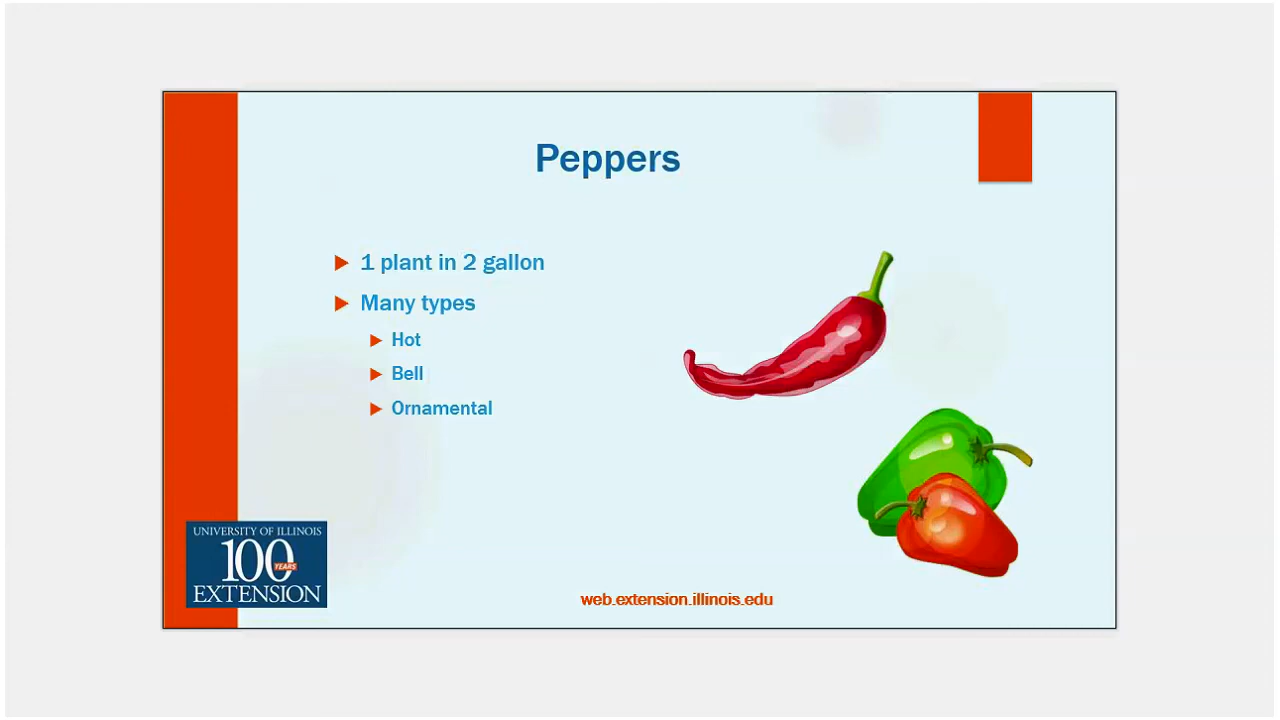 Peppers
1 plant in 2 gallon
Many types
Hot
Bell
Ornamental
UNIVERSITY OF ILLINOIS
100 YEARS
EXTENSION
web.extension.illinois.edu